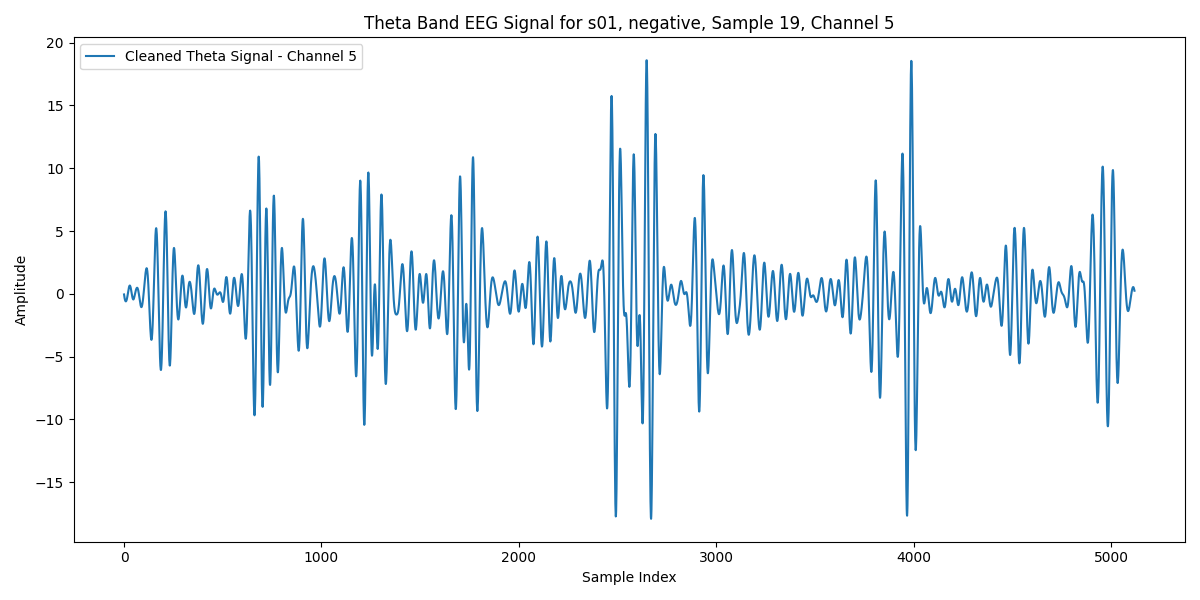 Theta Band EEG Signal for s01, negative, Sample 19, Channel 5
Cleaned Theta Signal - Channel 5
Amplitude
20
15
10
5
0
−5
−10
−15
0 1000 2000 3000 4000 5000
Sample Index